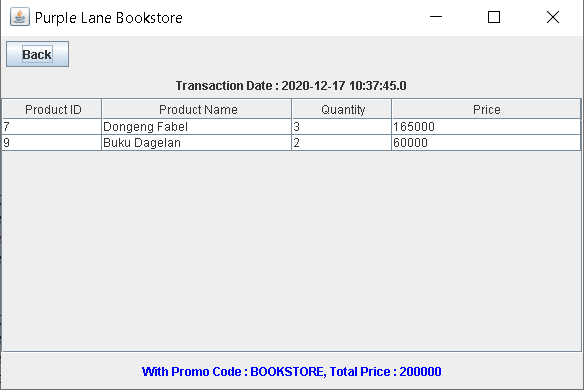 Purple Lane Bookstore
Back
Transaction Date : 2020-12-17 10:37:45.0
Product ID Product Name Quantity Price
7 Dongeng Fabel 3 165000
9 Buku Dagelan 2 60000
With Promo Code : BOOKSTORE, Total Price : 200000